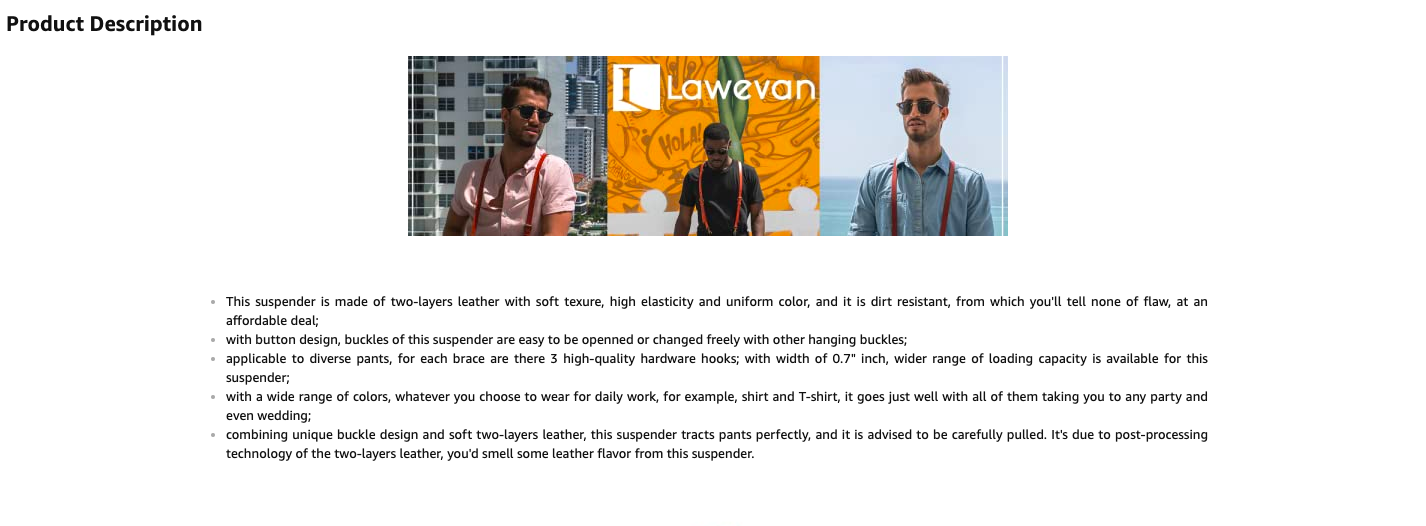 Product Description
Lawevan
HOLA!
This suspender is made of two-layers leather with soft texure, high elasticity and uniform color, and it is dirt resistant, from which you'll tell none of flaw, at an
affordable deal;
with button design, buckles of this suspender are easy to be openned or changed freely with other hanging buckles;
applicable to diverse pants, for each brace are there 3 high-quality hardware hooks; with width of 0.7" inch, wider range of loading capacity is available for this
suspender;
with a wide range of colors, whatever you choose to wear for daily work, for example, shirt and T-shirt, it goes just well with all of them taking you to any party and
even wedding;
combining unique buckle design and soft two-layers leather, this suspender tracts pants perfectly, and it is advised to be carefully pulled. It's due to post-processing
technology of the two-layers leather, you'd smell some leather flavor from this suspender.